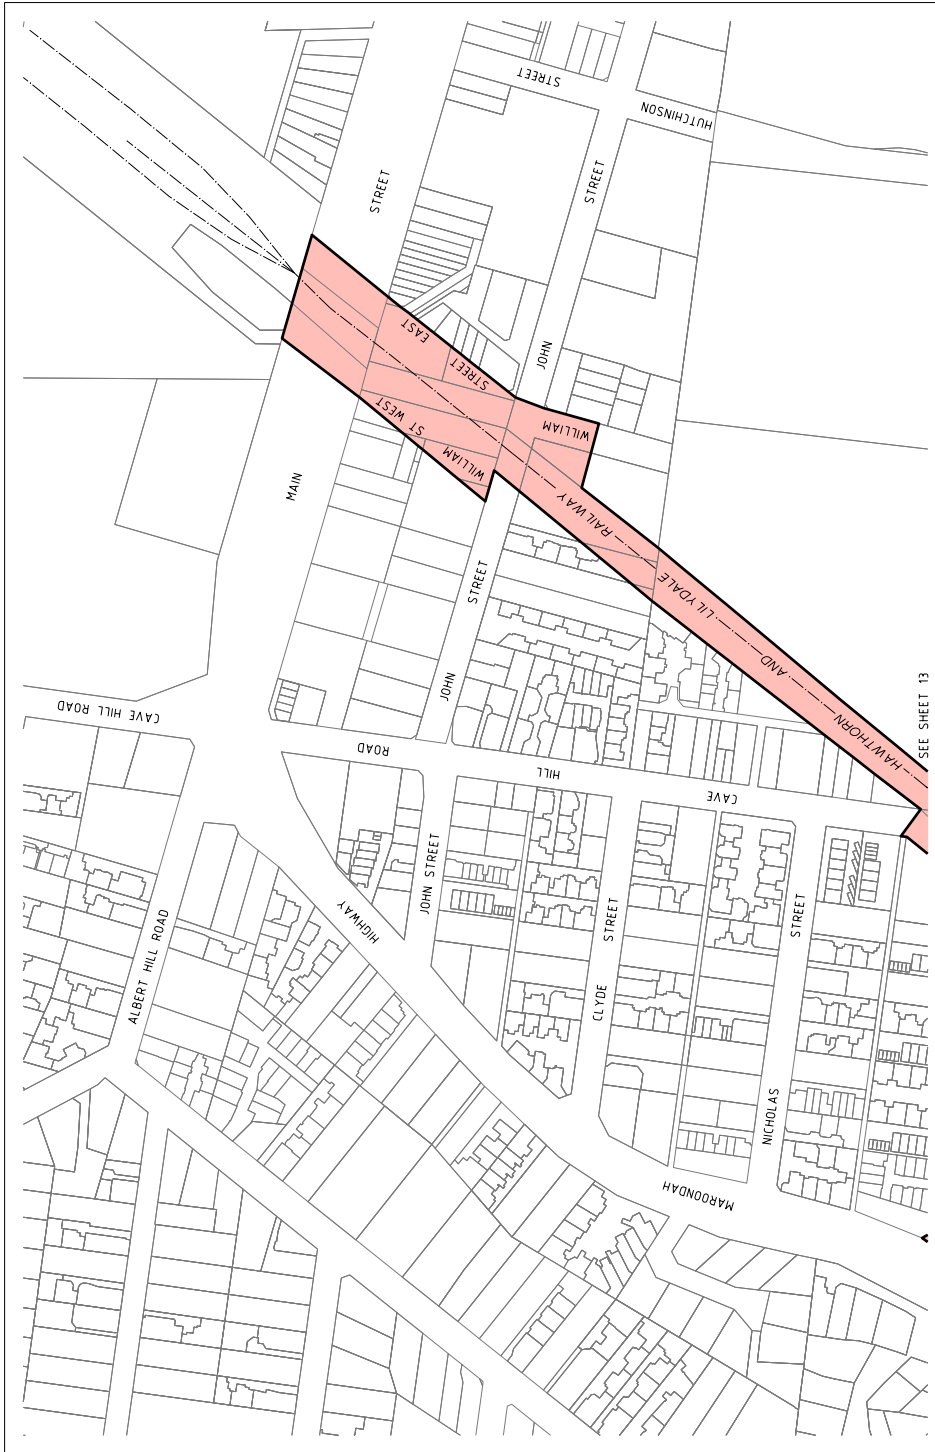 STREET
HUTCHINSON
STREET
STREET
EAST
STREET
JOHN
WILLIAM
ST WEST
WILLIAM
MAIN
RAILWAY
LILYDALE
AND
HAWTHORN
STREET
JOHN
SEE SHEET 13
CAVE HILL ROAD
ROAD
HILL
CAVE
JOHN STREET
HIGHWAY
ALBERT HILL ROAD
STREET
CLYDE
STREET
NICHOLAS
MAROONDAH